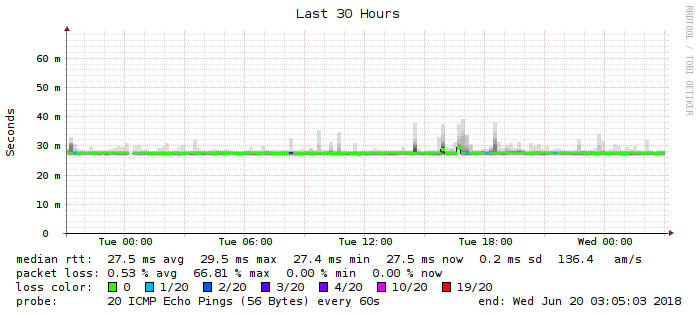 Last 30 Hours
RRDTOOL / TOBI OETIKER
Seconds
60 m
50 m
40 m
30 m
20 m
10 m
0
Tue 00:00 Tue 06:00 Tue 12:00 Tue 18:00 Wed 00:00
median rtt: 27.5 ms avg 29.5 ms max 27.4 ms min 27.5 ms now 0.2 ms sd 136.4 am/s
packet loss: 0.53 % avg 66.81 % max 0.00 % min 0.00 % now
loss color: 0 1/20 2/20 3/20 4/20 10/20 19/20
probe: 20 ICMP Echo Pings (56 Bytes) every 60s end: Wed Jun 20 03:05:03 2018